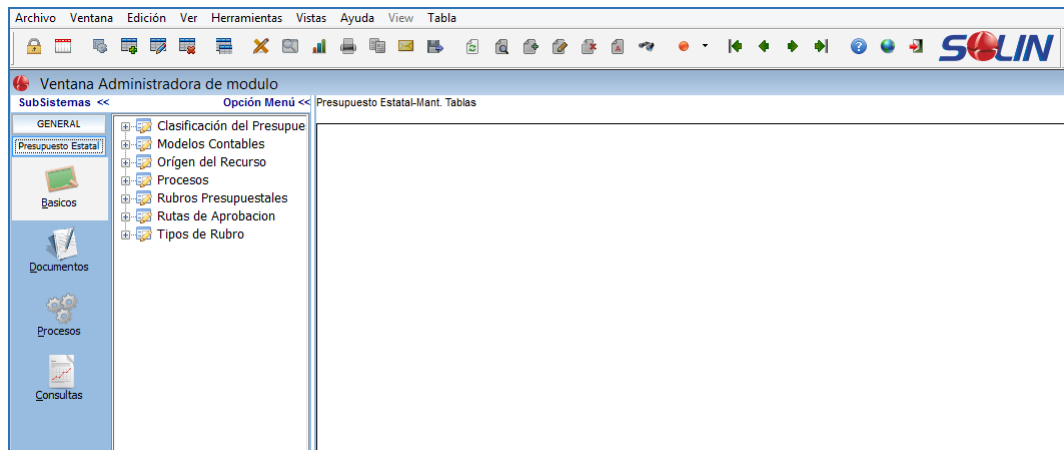 Archivo Ventana Edición Ver Herramientas Vistas Ayuda View Tabla
SOLIN
Ventana Administradora de modulo
SubSistemas << Opción Menú << Presupuesto Estatal-Mant. Tablas
GENERAL
Presupuesto Estatal
Basicos
Documentos
Procesos
Consultas
Clasificación del Presupue
Modelos Contables
Orígen del Recurso
Procesos
Rubros Presupuestales
Rutas de Aprobacion
Tipos de Rubro